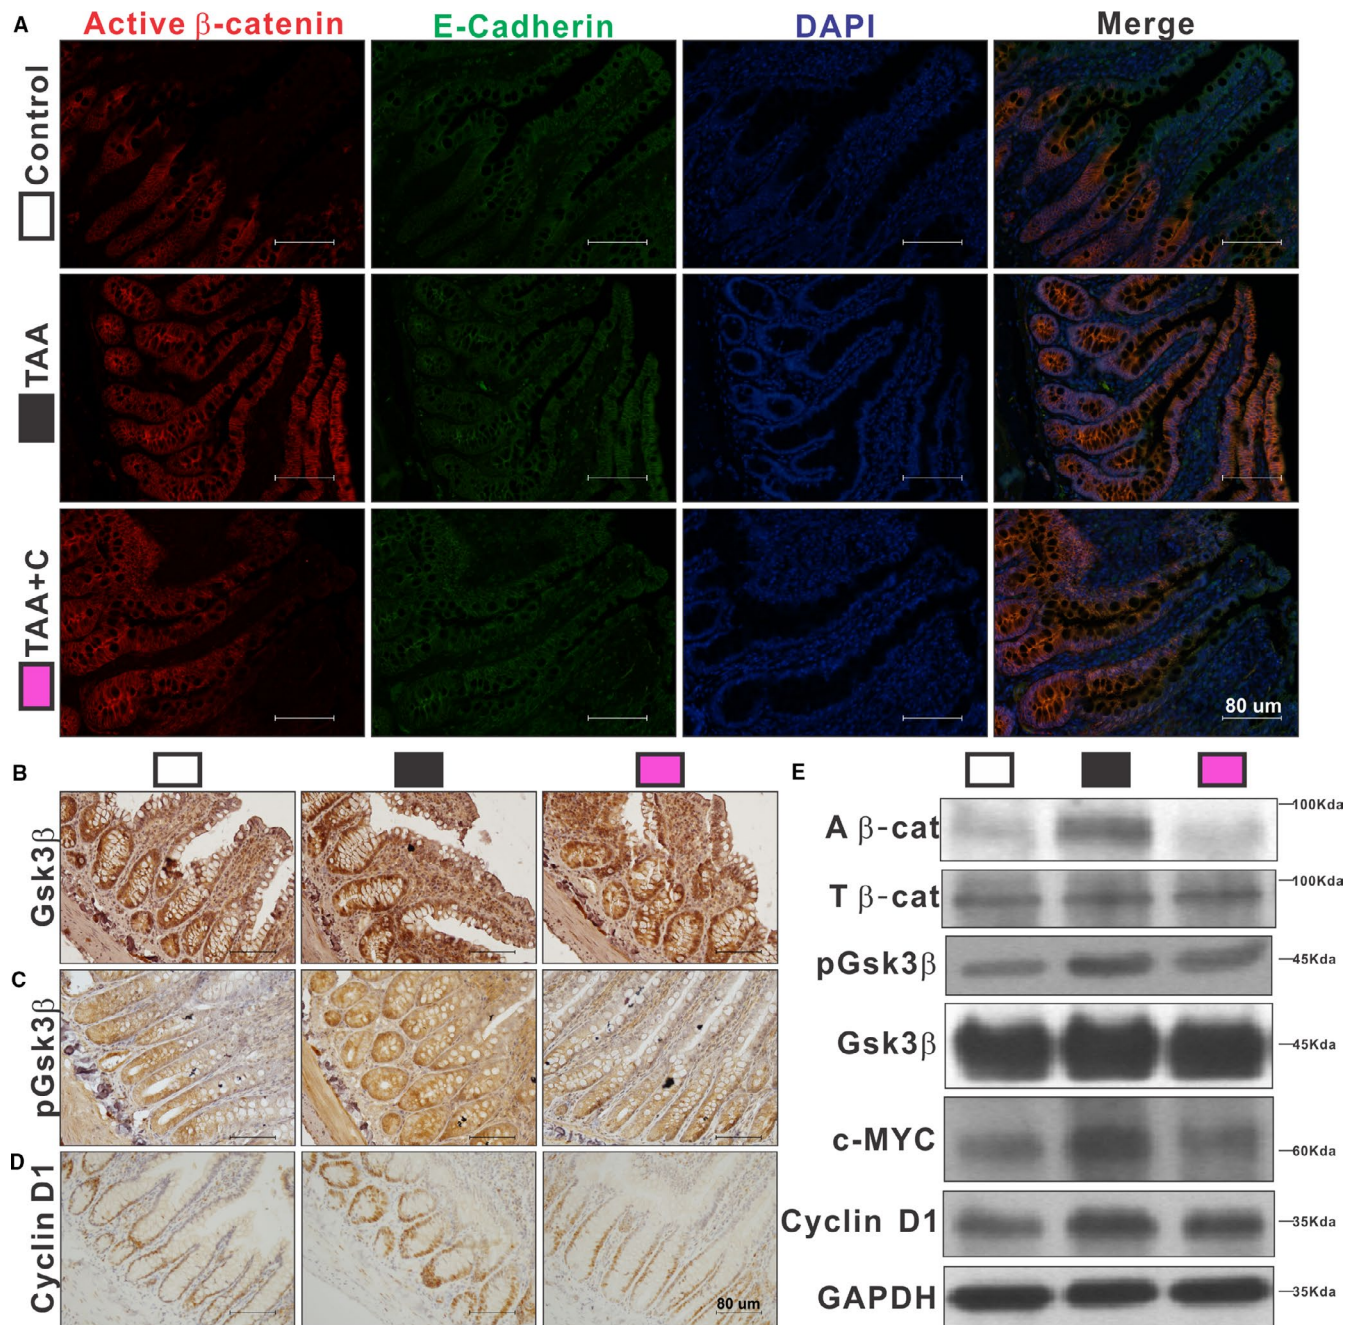 A
Active β-catenin
E-Cadherin
DAPI
Merge
Control
TAA
TAA+C
80 um
B
Gsk3β
C
pGsk3β
D
Cyclin D1
80 um
E
A β-cat
100Kda
T β-cat
100Kda
pGsk3β
45Kda
Gsk3β
45Kda
c-MYC
60Kda
Cyclin D1
35Kda
GAPDH
35Kda